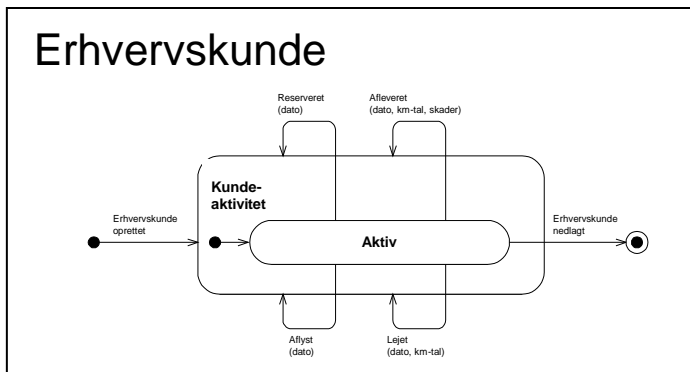 Erhvervskunde
Reserveret
(dato)
Afleveret
(dato, km-tal, skader)
Kunde-
aktivitet
Erhvervskunde
oprettet
Aktiv
Erhvervskunde
nedlagt
Aflyst
(dato)
Lejet
(dato, km-tal)